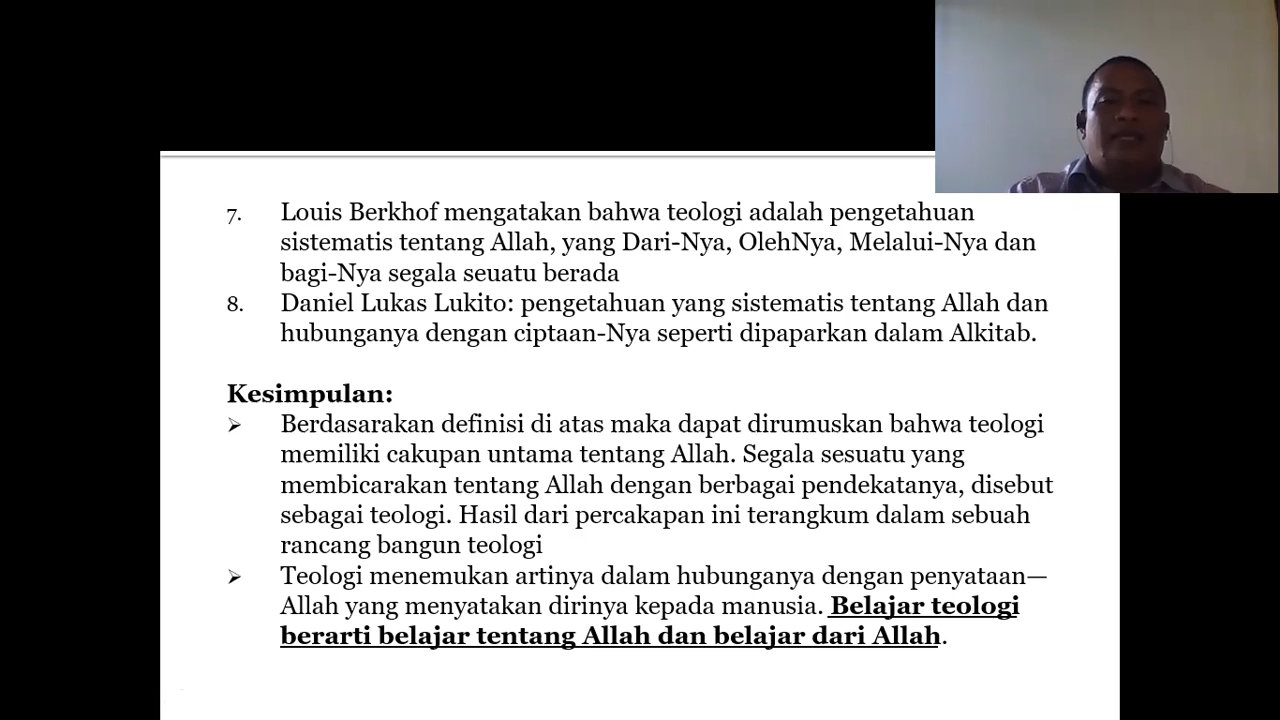 7. Louis Berkhof mengatakan bahwa teologi adalah pengetahuan
sistematis tentang Allah, yang Dari-Nya, OlehNya, Melalui-Nya dan
bagi-Nya segala seuatu berada
8. Daniel Lukas Lukito: pengetahuan yang sistematis tentang Allah dan
hubunganya dengan ciptaan-Nya seperti dipaparkan dalam Alkitab.
Kesimpulan:
➢ Berdasarakan definisi di atas maka dapat dirumuskan bahwa teologi
memiliki cakupan untama tentang Allah. Segala sesuatu yang
membicarakan tentang Allah dengan berbagai pendekatanya, disebut
sebagai teologi. Hasil dari percakapan ini terangkum dalam sebuah
rancang bangun teologi
➢ Teologi menemukan artinya dalam hubunganya dengan penyataan—
Allah yang menyatakan dirinya kepada manusia. Belajar teologi
berarti belajar tentang Allah dan belajar dari Allah.